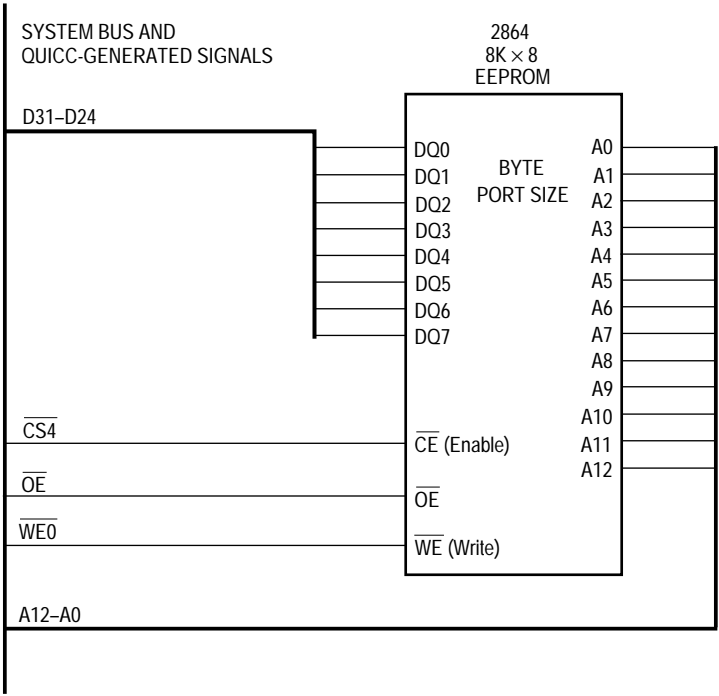 SYSTEM BUS AND
QUICC-GENERATED SIGNALS
2864
8K × 8
EEPROM
D31–D24
DQ0
DQ1
DQ2
DQ3
DQ4
DQ5
DQ6
DQ7
BYTE
PORT SIZE
A0
A1
A2
A3
A4
A5
A6
A7
A8
A9
A10
A11
A12
CS4
CE (Enable)
OE
OE
WE0
WE (Write)
A12–A0